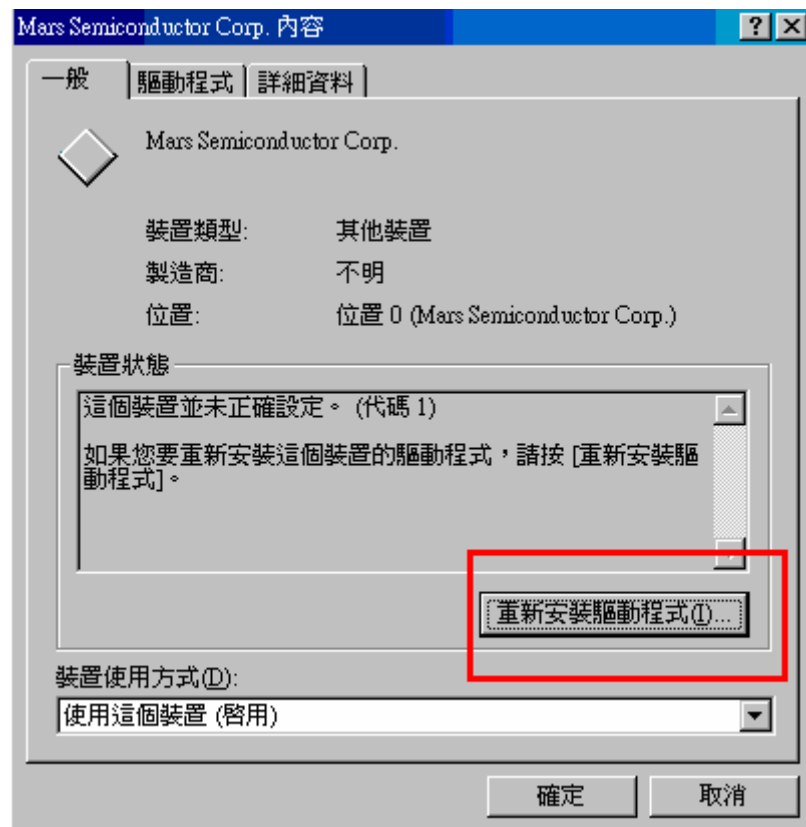 Mars Semiconductor Corp. 內容
一般 驅動程式 詳細資料
Mars Semiconductor Corp.
裝置類型: 其他裝置
製造商: 不明
位置: 位置 0 (Mars Semiconductor Corp.)
裝置狀態
這個裝置並未正確設定。 (代碼 1)
如果您要重新安裝這個裝置的驅動程式,請按 [重新安裝驅
動程式]。
重新安裝驅動程式(I)...
裝置使用方式(D):
使用這個裝置 (啓用)
確定 取消